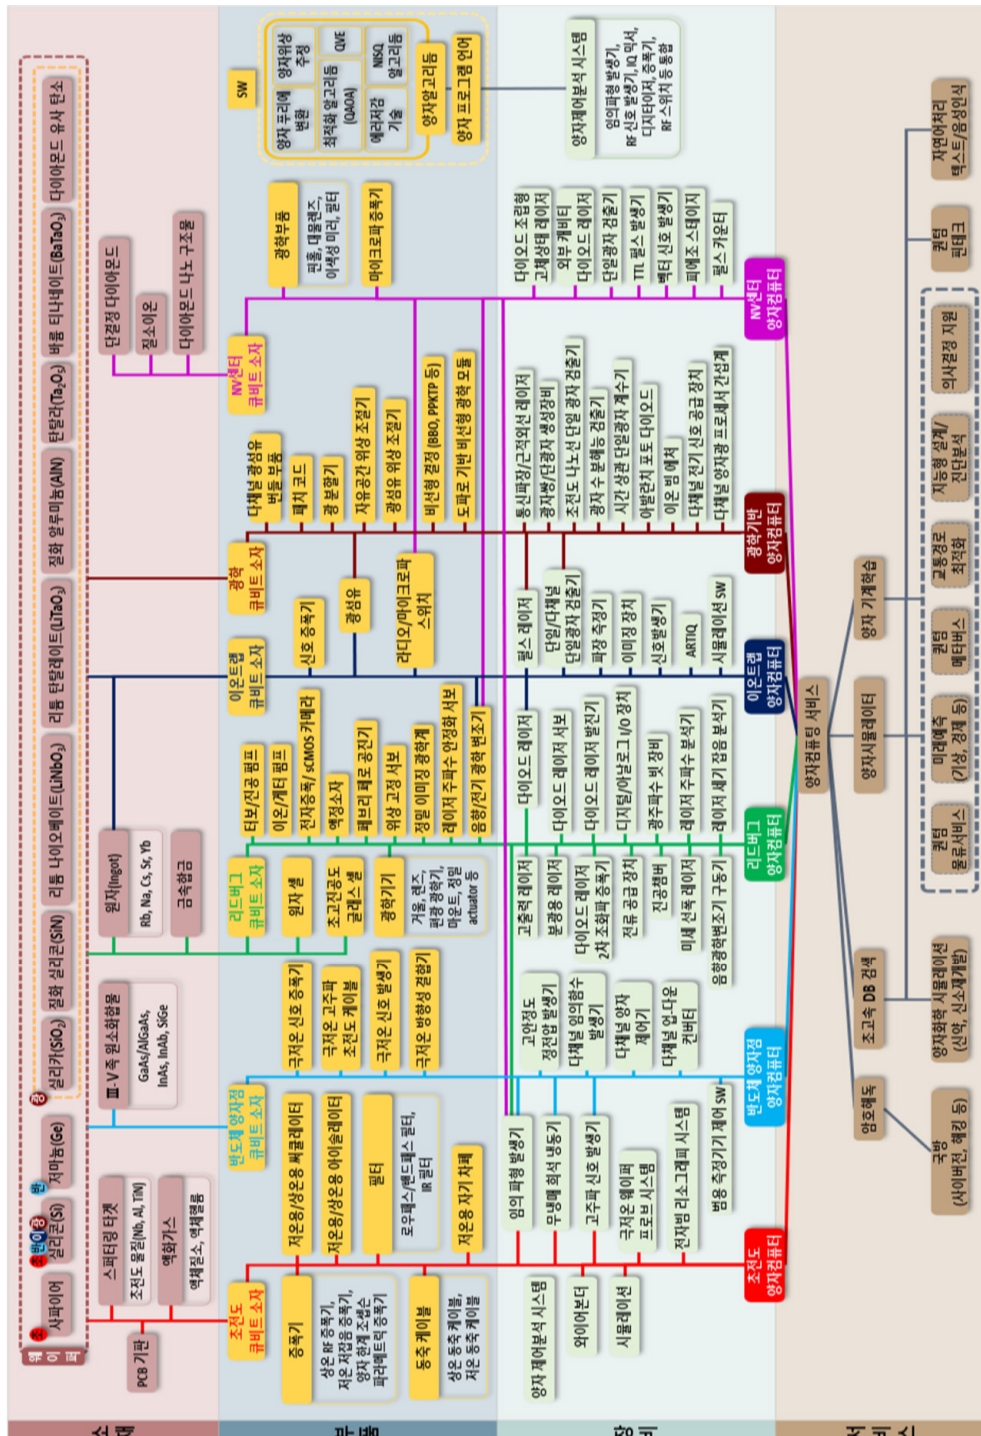 소재
웨이퍼
사파이어
초
실리콘(Si)
초 반 이 광
저마늄(Ge)
반
광
실리카(SiO₂)
질화 실리콘(SiN)
리튬 나이오베이트(LiNbO₃)
리튬 탄탈레이트(LiTaO₃)
질화 알루미늄(AlN)
탄탈라(Ta₂O₅)
바륨 티나네이트(BaTaO₃)
다이아몬드 유사 탄소
PCB 기판
스퍼터링 타겟
초전도 물질(Nb, Al, TiN)
액화가스
액체질소, 액체헬륨
III-V족 원소화합물
GaAs/AlGaAs,
InAs, InAb, SiGe
원자(Ingot)
Rb, Na, Cs, Sr, Yb
금속합금
단결정 다이아몬드
질소이온
다이아몬드 나노 구조물
부품
초전도
큐비트 소자
증폭기
상온 RF 증폭기,
저온 저잡음 증폭기,
양자 한계 조셉슨
파라메트릭 증폭기
동축 케이블
상온 동축 케이블,
저온 동축 케이블
저온용/상온용 써큘레이터
저온용/상온용 아이솔레이터
필터
로우패스/밴드패스 필터,
IR 필터
저온용 자기 차폐
반도체 양자점
큐비트 소자
극저온 신호 증폭기
극저온 고주파
초전도 케이블
극저온 신호 발생기
극저온 방향성 결합기
리드버그
큐비트 소자
원자 셀
초고진공도
글래스 셀
광학기기
거울, 렌즈,
편광 광학기,
마운트, 정밀
actuator 등
터보/진공 펌프
이온/게터 펌프
전자증폭/ sCMOS 카메라
액정소자
페브리 페로 공진기
위상 고정 서보
정밀 이미징 광학계
레이저 주파수 안정화 서보
음향/전기 광학 변조기
이온트랩
큐비트 소자
신호 증폭기
광섬유
라디오/마이크로파
스위치
광학
큐비트 소자
다채널 광섬유
번들 부품
패치 코드
광 분할기
자유공간 위상 조절기
광섬유 위상 조절기
비선형 결정 (BBO, PPKTP 등)
도파로 기반 비선형 광학 모듈
NV센터
큐비트 소자
광학부품
핀홀, 대물렌즈,
이색성 미러, 필터
마이크로파 증폭기
SW
양자 푸리에
변환
양자위상
추정
최적화 알고리듬
(QAOA)
QVE
에러저감
기술
NISQ
알고리듬
양자알고리듬
양자 프로그램 언어
장비
양자 제어분석 시스템
와이어본더
시뮬레이션
임의 파형 발생기
무냉매 희석 냉동기
고주파 신호 발생기
극저온 웨이퍼
프로브 시스템
전자빔 리소그래피 시스템
범용 측정기기 제어 SW
초전도
양자컴퓨터
고안정도
정전압 발생기
다채널 임의함수
발생기
다채널 양자
제어기
다채널 업·다운
컨버터
반도체 양자점
양자컴퓨터
고출력 레이저
분광용 레이저
다이오드 레이저
2차 조화파 증폭기
전류 공급 장치
진공챔버
미세 선폭 레이저
음향광학변조기 구동기
다이오드 레이저
다이오드 레이저 서보
다이오드 레이저 발진기
디지털/아날로그 I/O 장치
광주파수 빗 장비
레이저 주파수 분석기
레이저 세기 잡음 분석기
리드버그
양자컴퓨터
펄스 레이저
단일/다채널
단일광자 검출기
파장 측정기
이미징 장치
신호발생기
ARTIQ
시뮬레이션 SW
이온트랩
양자컴퓨터
통신파장/근적외선 레이저
광자쌍/단광자 생성장비
초전도 나노선 단일 광자 검출기
광자 수 분해능 검출기
시간 상관 단일광자 계수기
아발란치 포토 다이오드
이온 빔 에처
다채널 전기 신호 공급 장치
다채널 양자광 프로세서 간섭계
광학기반
양자컴퓨터
다이오드 조립형
고체상태 레이저
외부 캐비티
다이오드 레이저
단일광자 검출기
TTL 펄스 발생기
벡터 신호 발생기
피에조 스테이지
펄스 카운터
NV센터
양자컴퓨터
양자제어분석 시스템
임의파형 발생기,
RF 신호 발생기, IQ 믹서,
디지타이저, 증폭기,
RF 스위치 등 통합
서비스
양자컴퓨팅 서비스
암호해독
초고속 DB 검색
양자시뮬레이터
양자 기계학습
국방
(사이버전, 해킹 등)
양자화학 시뮬레이션
(신약, 신소재개발)
퀀텀
물류서비스
미래예측
(기상, 경제 등)
퀀텀
메타버스
교통경로
최적화
지능형 설계/
진단분석
의사결정 지원
퀀텀
핀테크
자연어처리
텍스트/음성인식